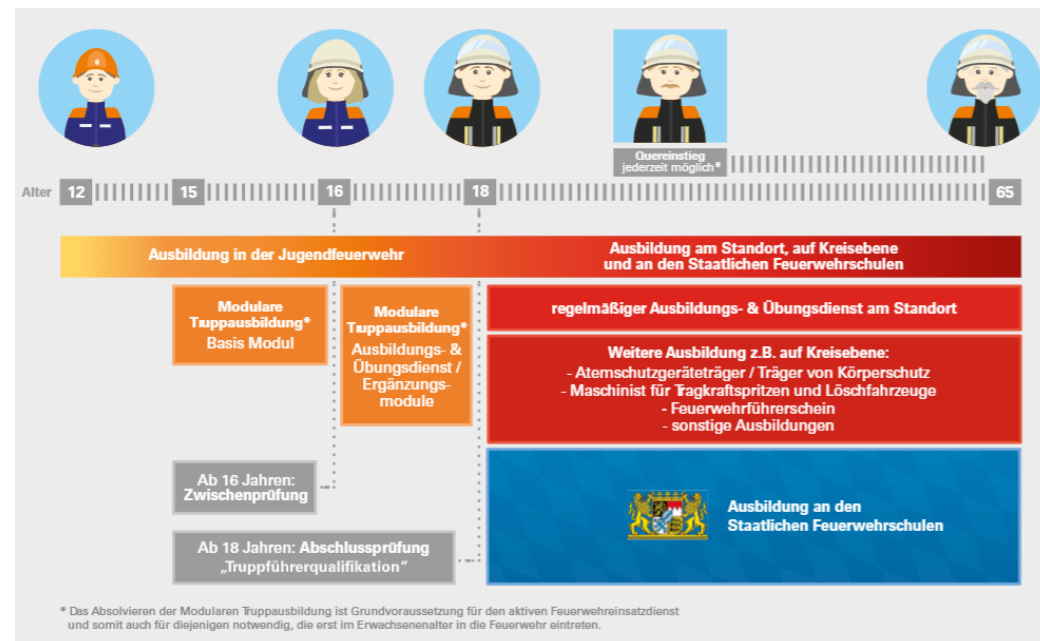 Quereinstieg
jederzeit möglich*
Alter 12 15 16 18 65
Ausbildung in der Jugendfeuerwehr
Ausbildung am Standort, auf Kreisebene
und an den Staatlichen Feuerwehrschulen
Modulare
Truppausbildung*
Basis Modul
Modulare
Truppausbildung*
Ausbildungs- &
Übungsdienst /
Ergänzungs-
module
regelmäßiger Ausbildungs- & Übungsdienst am Standort
Weitere Ausbildung z.B. auf Kreisebene:
- Atemschutzgeräteträger / Träger von Körperschutz
- Maschinist für Tragkraftspritzen und Löschfahrzeuge
- Feuerwehrführerschein
- sonstige Ausbildungen
Ab 16 Jahren:
Zwischenprüfung
Ausbildung an den
Staatlichen Feuerwehrschulen
Ab 18 Jahren: Abschlussprüfung
„Truppführerqualifikation“
* Das Absolvieren der Modularen Truppausbildung ist Grundvoraussetzung für den aktiven Feuerwehreinsatzdienst
und somit auch für diejenigen notwendig, die erst im Erwachsenenalter in die Feuerwehr eintreten.